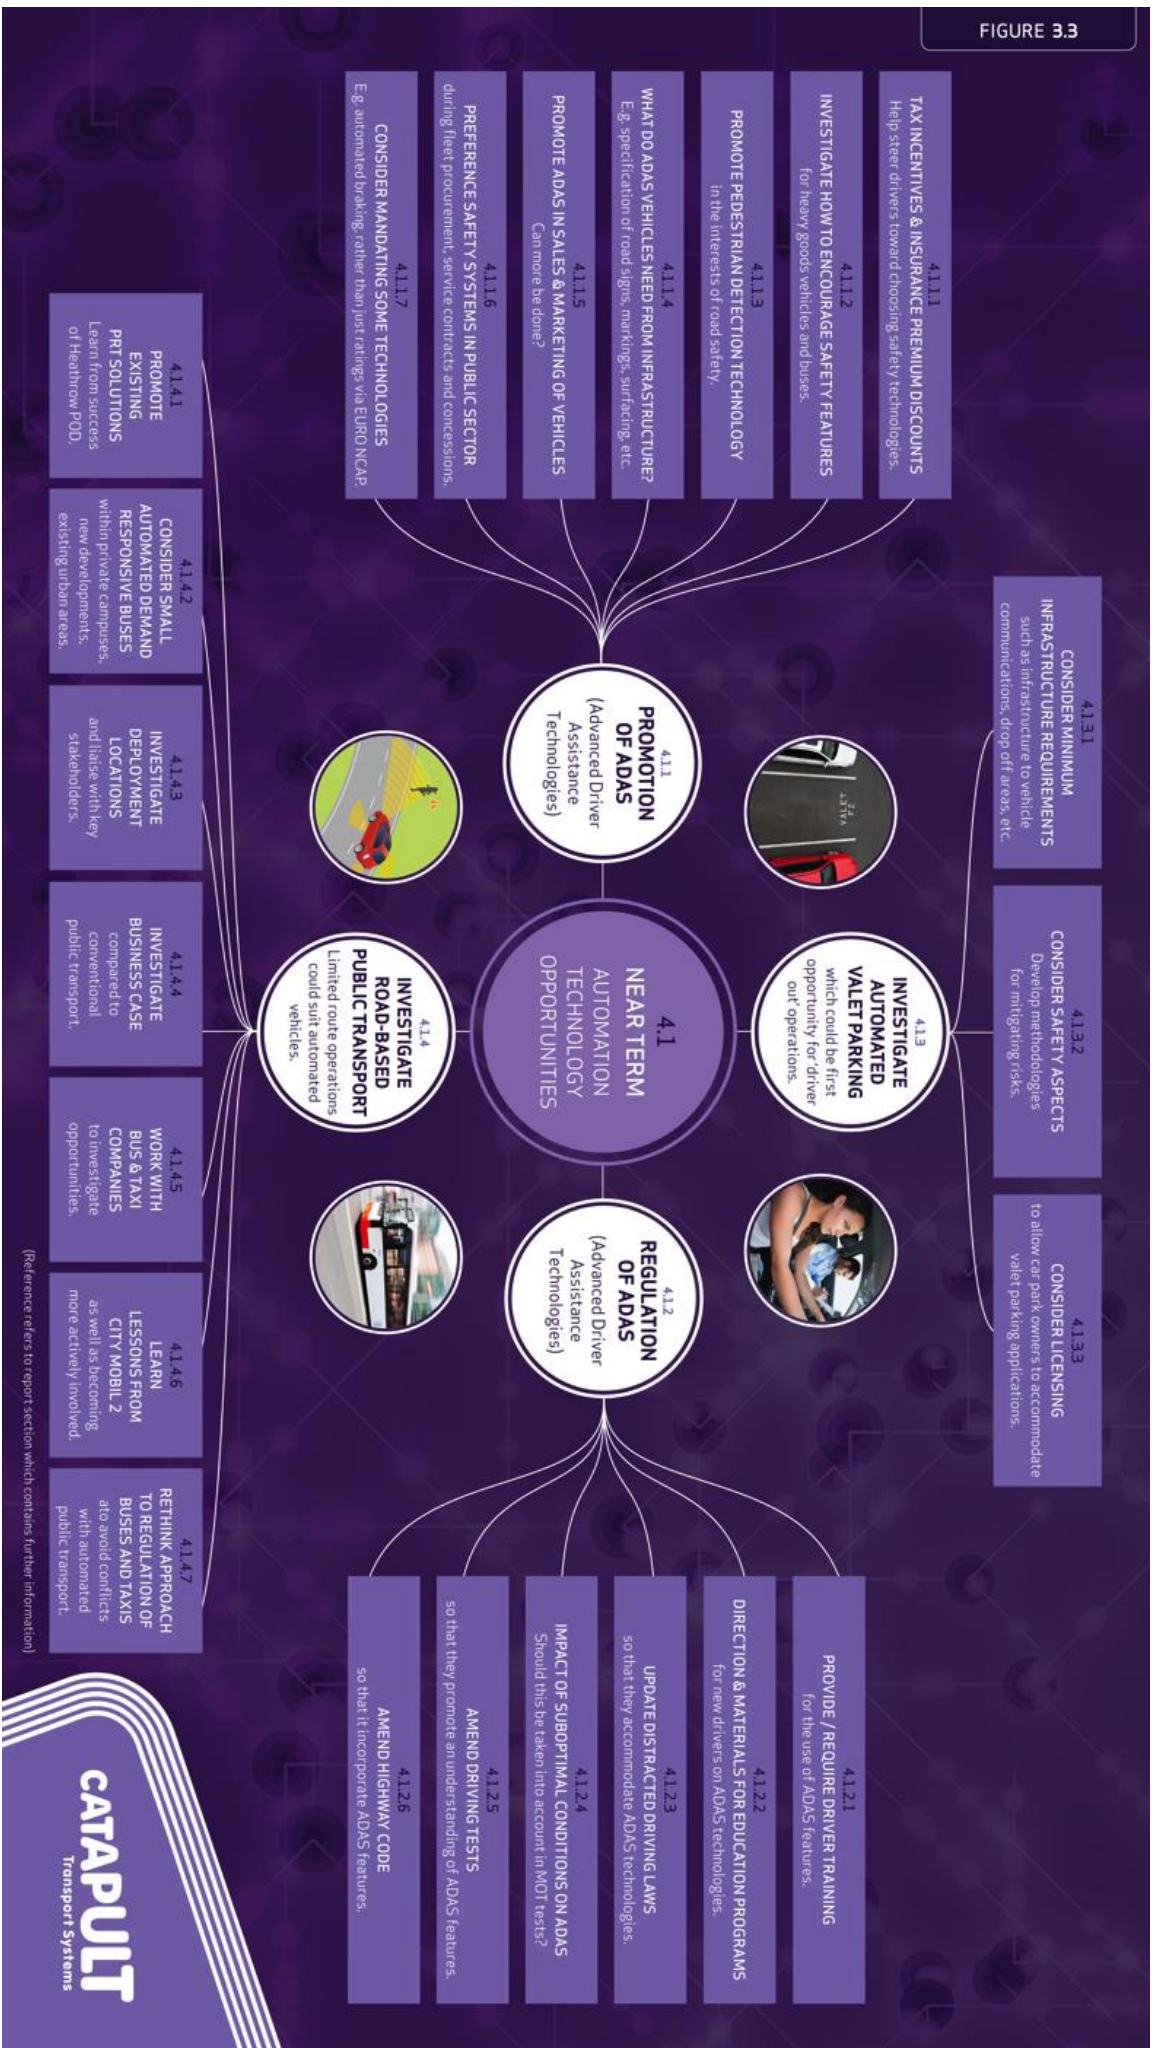 FIGURE 3.3
4.1.3.1
CONSIDER MINIMUM
INFRASTRUCTURE REQUIREMENTS
such as infrastructure to vehicle
communications, drop off areas, etc.
4.1.3.2
CONSIDER SAFETY ASPECTS
Develop methodologies
for mitigating risks.
4.1.3.3
CONSIDER LICENSING
to allow car park owners to accommodate
valet parking applications.
4.1.1.1
TAX INCENTIVES & INSURANCE PREMIUM DISCOUNTS
Help steer drivers toward choosing safety technologies.
4.1.1.2
INVESTIGATE HOW TO ENCOURAGE SAFETY FEATURES
for heavy goods vehicles and buses.
4.1.1.3
PROMOTE PEDESTRIAN DETECTION TECHNOLOGY
in the interests of road safety.
4.1.1.4
WHAT DO ADAS VEHICLES NEED FROM INFRASTRUCTURE?
E.g. specification of road signs, markings, surfacing, etc.
4.1.1.5
PROMOTE ADAS IN SALES & MARKETING OF VEHICLES
Can more be done?
4.1.1.6
PREFERENCE SAFETY SYSTEMS IN PUBLIC SECTOR
during fleet procurement, service contracts and concessions.
4.1.1.7
CONSIDER MANDATING SOME TECHNOLOGIES
E.g. automated braking, rather than just ratings via EURO NCAP.
4.1.1
PROMOTION
OF ADAS
(Advanced Driver
Assistance
Technologies)
VALET
4.1.3
INVESTIGATE
AUTOMATED
VALET PARKING
which could be first
opportunity for 'driver
out' operations.
4.1
NEAR TERM
AUTOMATION
TECHNOLOGY
OPPORTUNITIES
4.1.4
INVESTIGATE
ROAD-BASED
PUBLIC TRANSPORT
Limited route operations
could suit automated
vehicles.
4.1.2
REGULATION
OF ADAS
(Advanced Driver
Assistance
Technologies)
4.1.2.1
PROVIDE / REQUIRE DRIVER TRAINING
for the use of ADAS features.
4.1.2.2
DIRECTION & MATERIALS FOR EDUCATION PROGRAMS
for new drivers on ADAS technologies.
4.1.2.3
UPDATE DISTRACTED DRIVING LAWS
so that they accommodate ADAS technologies.
4.1.2.4
IMPACT OF SUBOPTIMAL CONDITIONS ON ADAS
Should this be taken into account in MOT tests?
4.1.2.5
AMEND DRIVING TESTS
so that they promote an understanding of ADAS features.
4.1.2.6
AMEND HIGHWAY CODE
so that it incorporate ADAS features.
4.1.4.1
PROMOTE
EXISTING
PRT SOLUTIONS
Learn from success
of Heathrow POD.
4.1.4.2
CONSIDER SMALL
AUTOMATED DEMAND
RESPONSIVE BUSES
within private campuses,
new developments,
existing urban areas.
4.1.4.3
INVESTIGATE
DEPLOYMENT
LOCATIONS
and liaise with key
stakeholders.
4.1.4.4
INVESTIGATE
BUSINESS CASE
compared to
conventional
public transport.
4.1.4.5
WORK WITH
BUS & TAXI
COMPANIES
to investigate
opportunities.
4.1.4.6
LEARN
LESSONS FROM
CITY MOBIL 2
as well as becoming
more actively involved.
4.1.4.7
RETHINK APPROACH
TO REGULATION OF
BUSES AND TAXIS
ato avoid conflicts
with automated
public transport.
(Reference refers to report section which contains further information)
CATAPULT
Transport Systems